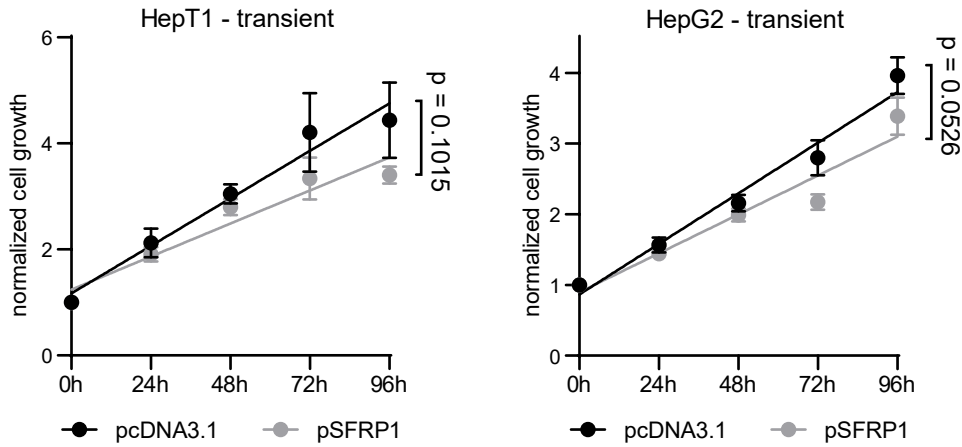 HepT1 - transient
normalized cell growth
6
4
2
0
0h 24h 48h 72h 96h
p = 0.1015
pcDNA3.1 pSFRP1
HepG2 - transient
normalized cell growth
4
3
2
1
0
0h 24h 48h 72h 96h
p = 0.0526
pcDNA3.1 pSFRP1